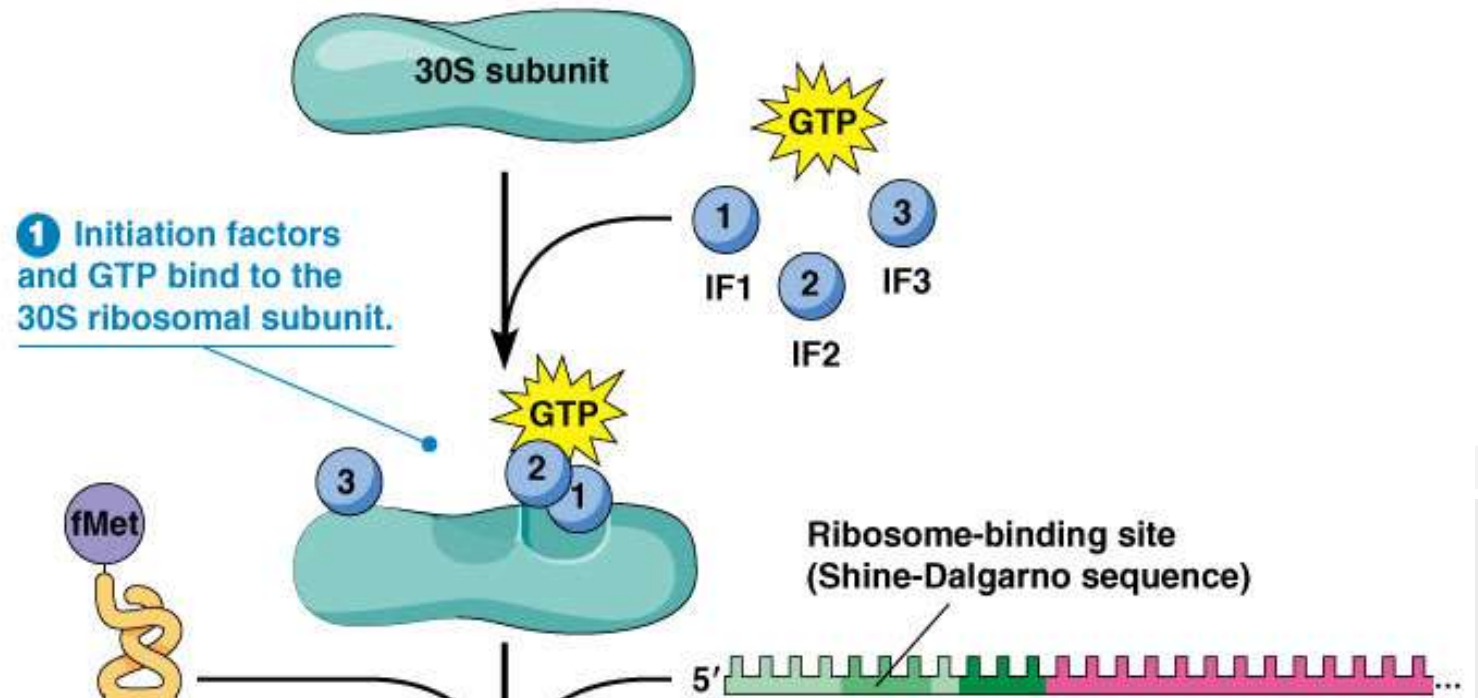 30S subunit
GTP
1
3
2
IF1
IF3
IF2
1 Initiation factors
and GTP bind to the
30S ribosomal subunit.
GTP
2
1
3
fMet
Ribosome-binding site
(Shine-Dalgarno sequence)
5′
...